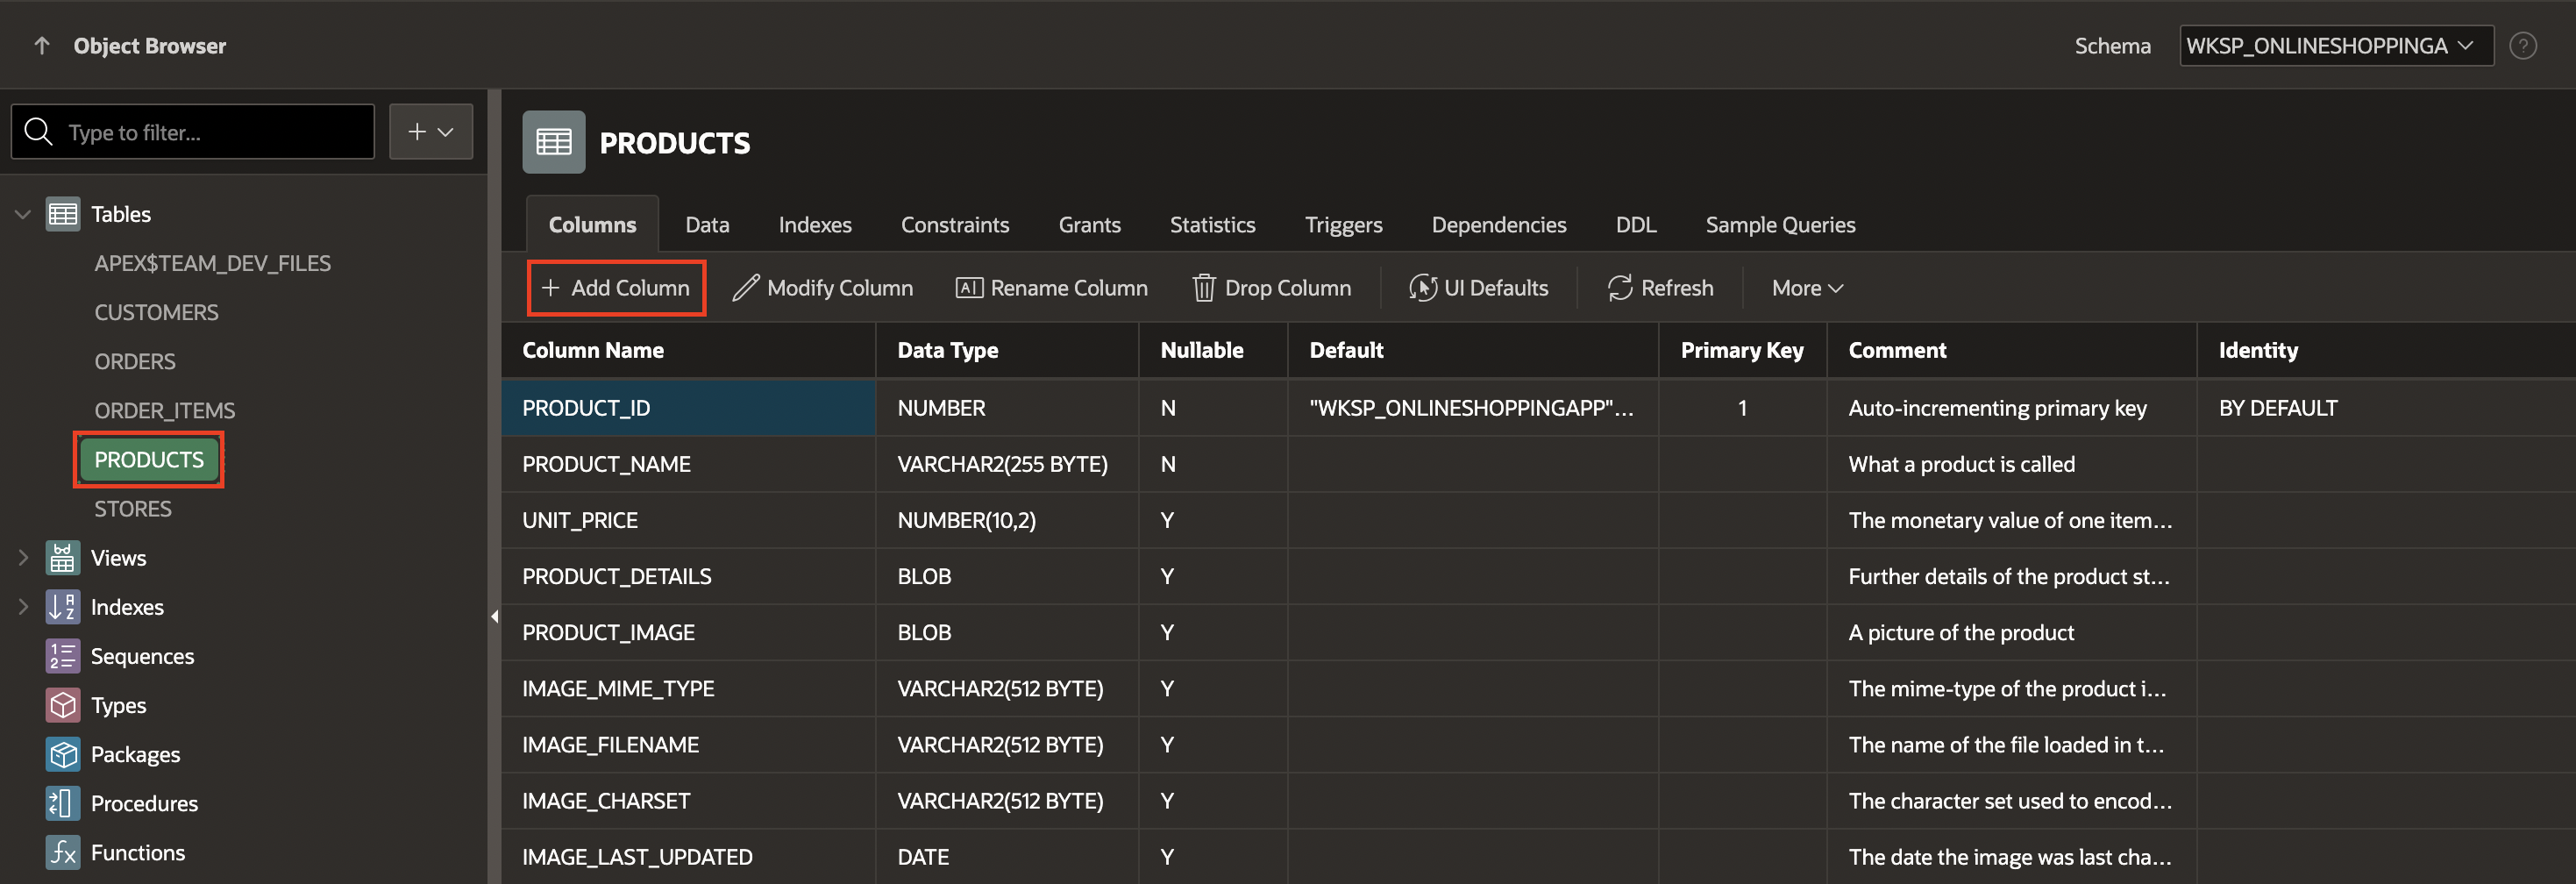 Object Browser
Schema WKSP_ONLINESHOPPINGA
Type to filter...
Tables
APEX$TEAM_DEV_FILES
CUSTOMERS
ORDERS
ORDER_ITEMS
PRODUCTS
STORES
Views
Indexes
Sequences
Types
Packages
Procedures
Functions
PRODUCTS
Columns Data Indexes Constraints Grants Statistics Triggers Dependencies DDL Sample Queries
+ Add Column Modify Column Rename Column Drop Column UI Defaults Refresh More
Column Name Data Type Nullable Default Primary Key Comment Identity
PRODUCT_ID NUMBER N "WKSP_ONLINESHOPPINGAPP"... 1 Auto-incrementing primary key BY DEFAULT
PRODUCT_NAME VARCHAR2(255 BYTE) N What a product is called
UNIT_PRICE NUMBER(10,2) Y The monetary value of one item...
PRODUCT_DETAILS BLOB Y Further details of the product st...
PRODUCT_IMAGE BLOB Y A picture of the product
IMAGE_MIME_TYPE VARCHAR2(512 BYTE) Y The mime-type of the product i...
IMAGE_FILENAME VARCHAR2(512 BYTE) Y The name of the file loaded in t...
IMAGE_CHARSET VARCHAR2(512 BYTE) Y The character set used to encod...
IMAGE_LAST_UPDATED DATE Y The date the image was last cha...